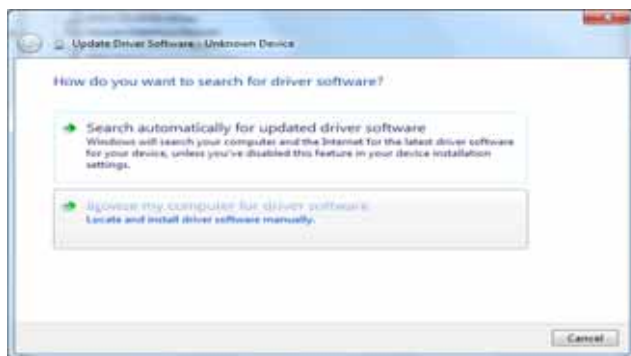 Update Driver Software - Unknown Device
How do you want to search for driver software?
Search automatically for updated driver software
Windows will search your computer and the Internet for the latest driver software
for your device, unless you've disabled this feature in your device installation
settings.
Browse my computer for driver software
Locate and install driver software manually.
Cancel